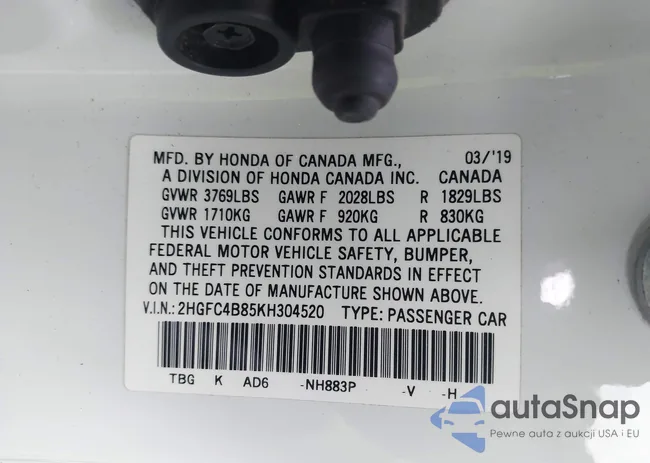 MFD. BY HONDA OF CANADA MFG., 03/'19
A DIVISION OF HONDA CANADA INC. CANADA
GVWR 3769LBS GAWR F 2028LBS R 1829LBS
GVWR 1710KG GAWR F 920KG R 830KG
THIS VEHICLE CONFORMS TO ALL APPLICABLE
FEDERAL MOTOR VEHICLE SAFETY, BUMPER,
AND THEFT PREVENTION STANDARDS IN EFFECT
ON THE DATE OF MANUFACTURE SHOWN ABOVE.
V.I.N.: 2HGFC4B85KH304520 TYPE: PASSENGER CAR
TBG K AD6 -NH883P -V -H
autaSnap
Pewne auta z aukcji USA i EU